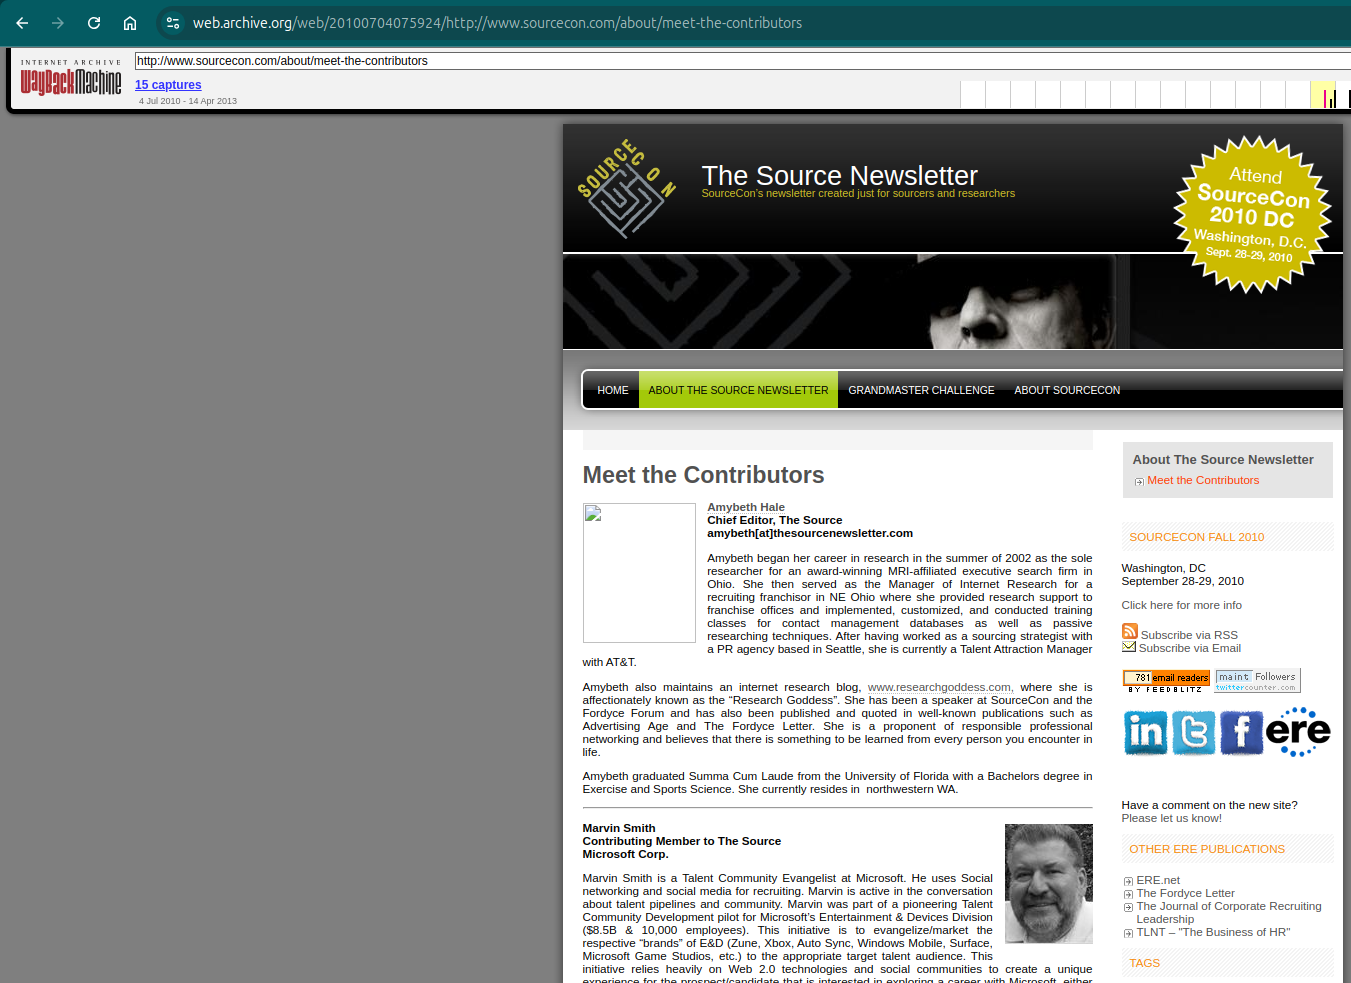 web.archive.org/web/20100704075924/http://www.sourcecon.com/about/meet-the-contributors
INTERNET ARCHIVE
WayBackMachine
http://www.sourcecon.com/about/meet-the-contributors
15 captures
4 Jul 2010 - 14 Apr 2013
SOURCECON
The Source Newsletter
SourceCon's newsletter created just for sourcers and researchers
Attend
SourceCon
2010 DC
Washington, D.C.
Sept. 28-29, 2010
HOME
ABOUT THE SOURCE NEWSLETTER
GRANDMASTER CHALLENGE
ABOUT SOURCECON
Meet the Contributors
Amybeth Hale
Chief Editor, The Source
amybeth[at]thesourcenewsletter.com
Amybeth began her career in research in the summer of 2002 as the sole
researcher for an award-winning MRI-affiliated executive search firm in
Ohio. She then served as the Manager of Internet Research for a
recruiting franchisor in NE Ohio where she provided research support to
franchise offices and implemented, customized, and conducted training
classes for contact management databases as well as passive
researching techniques. After having worked as a sourcing strategist with
a PR agency based in Seattle, she is currently a Talent Attraction Manager
with AT&T.
Amybeth also maintains an internet research blog, www.researchgoddess.com, where she is
affectionately known as the “Research Goddess”. She has been a speaker at SourceCon and the
Fordyce Forum and has also been published and quoted in well-known publications such as
Advertising Age and The Fordyce Letter. She is a proponent of responsible professional
networking and believes that there is something to be learned from every person you encounter in
life.
Amybeth graduated Summa Cum Laude from the University of Florida with a Bachelors degree in
Exercise and Sports Science. She currently resides in  northwestern WA.
Marvin Smith
Contributing Member to The Source
Microsoft Corp.
Marvin Smith is a Talent Community Evangelist at Microsoft. He uses Social
networking and social media for recruiting. Marvin is active in the conversation
about talent pipelines and community. Marvin was part of a pioneering Talent
Community Development pilot for Microsoft's Entertainment & Devices Division
($8.5B & 10,000 employees). This initiative is to evangelize/market the
respective “brands” of E&D (Zune, Xbox, Auto Sync, Windows Mobile, Surface,
Microsoft Game Studios, etc.) to the appropriate target talent audience. This
initiative relies heavily on Web 2.0 technologies and social communities to create a unique
experience for the prospect/candidate that is interested in exploring a career with Microsoft, either
About The Source Newsletter
Meet the Contributors
SOURCECON FALL 2010
Washington, DC
September 28-29, 2010
Click here for more info
Subscribe via RSS
Subscribe via Email
781 email readers
BY FEEDBLITZ
maint Followers
twittercounter.com
in
t
f
ere
Have a comment on the new site?
Please let us know!
OTHER ERE PUBLICATIONS
ERE.net
The Fordyce Letter
The Journal of Corporate Recruiting
Leadership
TLNT – "The Business of HR"
TAGS